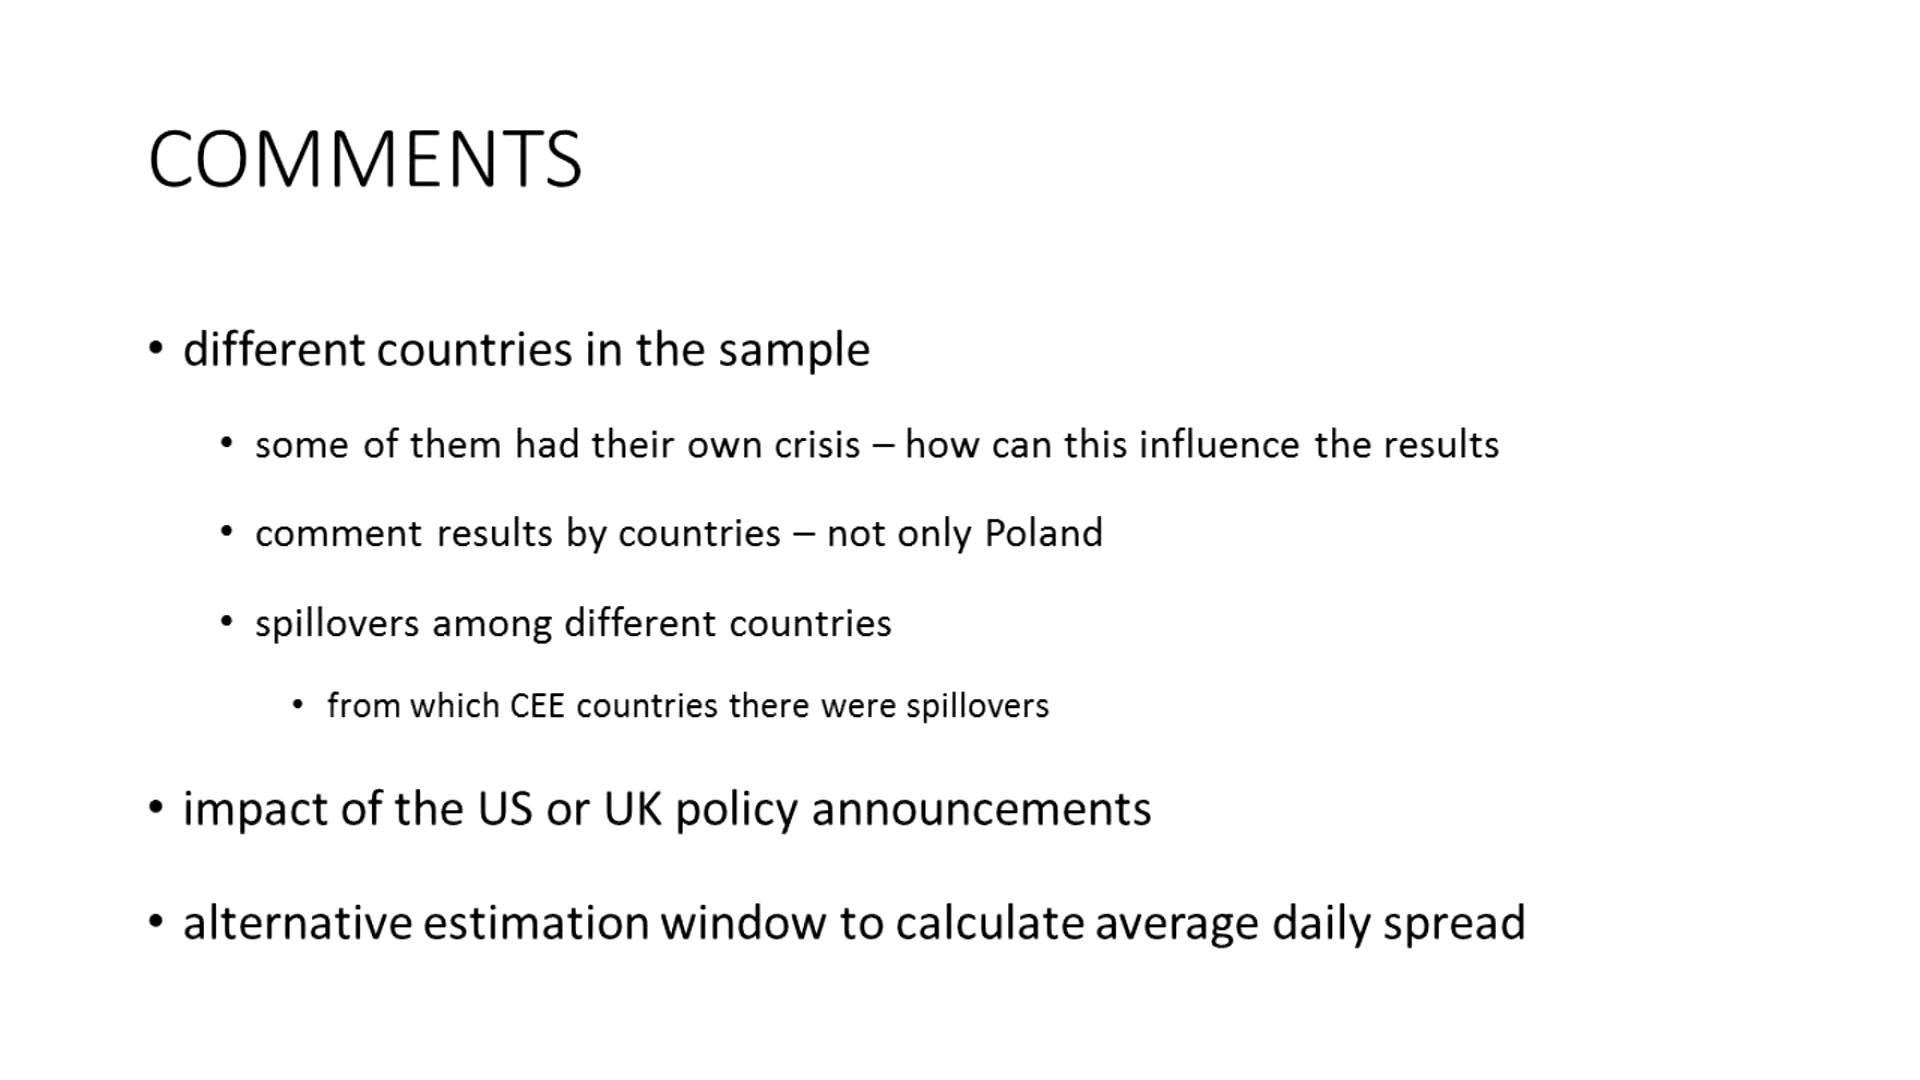 COMMENTS
• different countries in the sample
• some of them had their own crisis – how can this influence the results
• comment results by countries – not only Poland
• spillovers among different countries
• from which CEE countries there were spillovers
• impact of the US or UK policy announcements
• alternative estimation window to calculate average daily spread